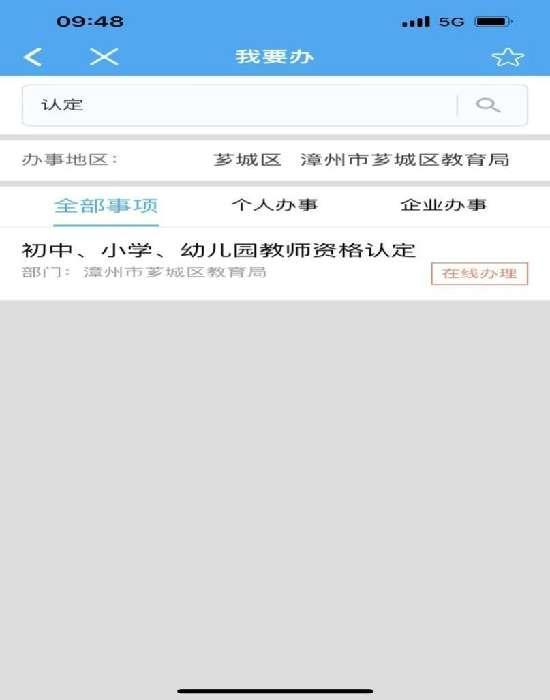 09:48 5G
我要办
认定
办事地区： 芗城区 漳州市芗城区教育局
全部事项 个人办事 企业办事
初中、小学、幼儿园教师资格认定
部门：漳州市芗城区教育局 在线办理